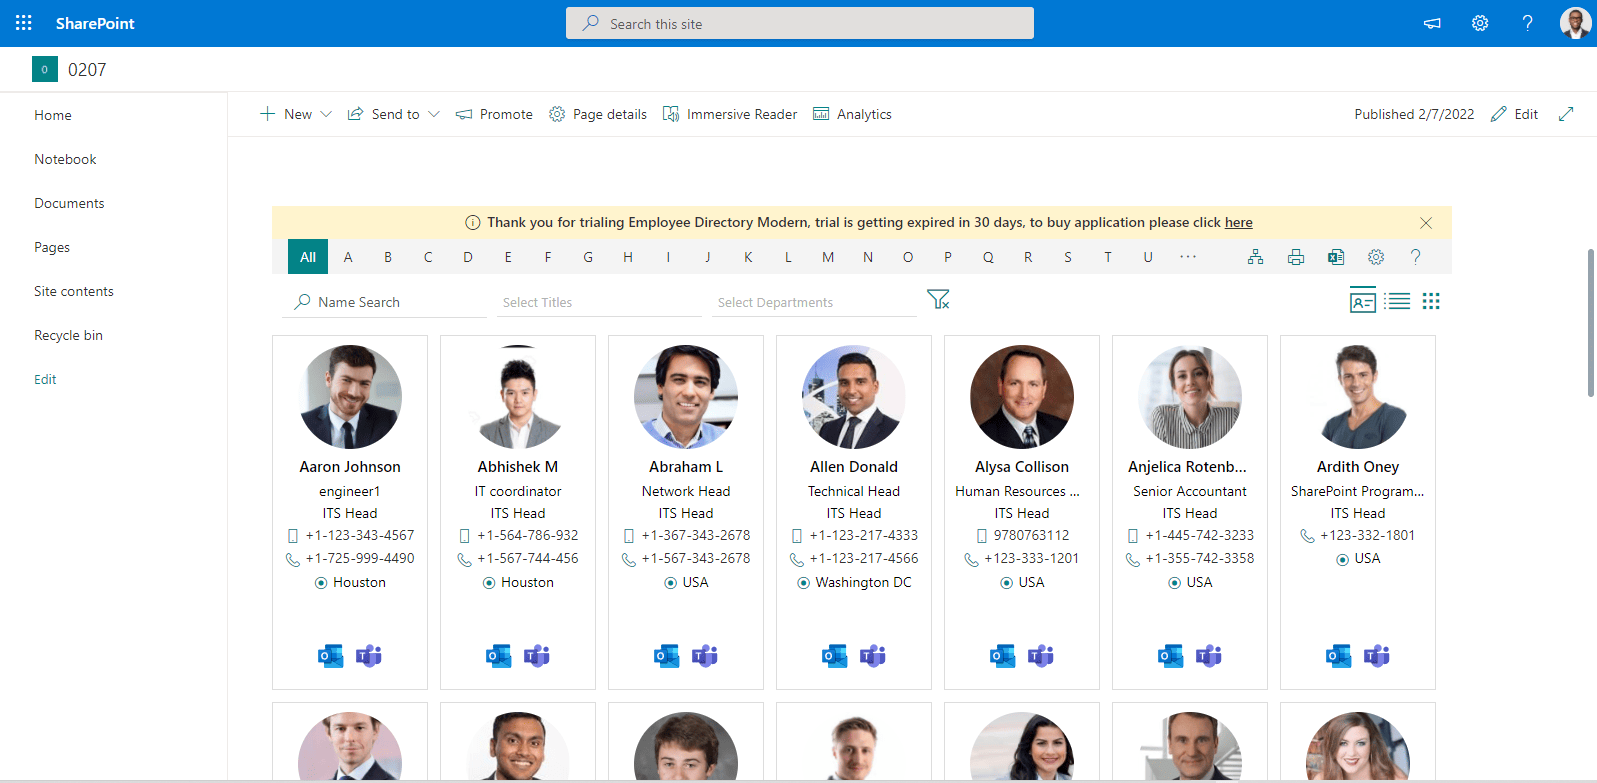 SharePoint
Search this site
0 0207
Home
Notebook
Documents
Pages
Site contents
Recycle bin
Edit
New Send to Promote Page details Immersive Reader Analytics Published 2/7/2022 Edit
Thank you for trialing Employee Directory Modern, trial is getting expired in 30 days, to buy application please click here
All A B C D E F G H I J K L M N O P Q R S T U ...
Name Search Select Titles Select Departments
Aaron Johnson
engineer1
ITS Head
+1-123-343-4567
+1-725-999-4490
Houston
Abhishek M
IT coordinator
ITS Head
+1-564-786-932
+1-567-744-456
Houston
Abraham L
Network Head
ITS Head
+1-367-343-2678
+1-567-343-2678
USA
Allen Donald
Technical Head
ITS Head
+1-123-217-4333
+1-123-217-4566
Washington DC
Alysa Collison
Human Resources ...
ITS Head
9780763112
+123-333-1201
USA
Anjelica Rotenb...
Senior Accountant
ITS Head
+1-445-742-3233
+1-355-742-3358
USA
Ardith Oney
SharePoint Program...
ITS Head
+123-332-1801
USA